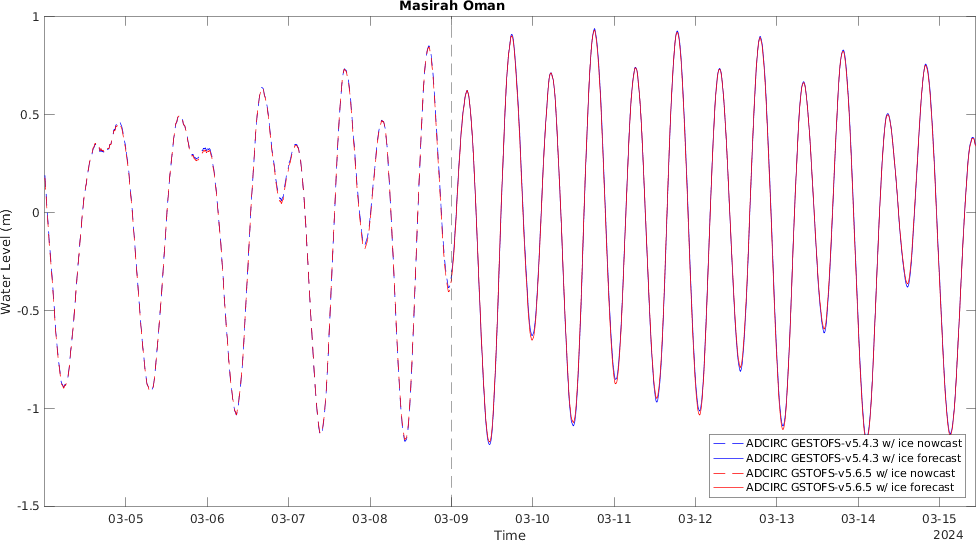 Masirah Oman
1
0.5
0
-0.5
-1
-1.5
Water Level (m)
ADCIRC GESTOFS-v5.4.3 w/ ice nowcast
ADCIRC GESTOFS-v5.4.3 w/ ice forecast
ADCIRC GSTOFS-v5.6.5 w/ ice nowcast
ADCIRC GSTOFS-v5.6.5 w/ ice forecast
03-05 03-06 03-07 03-08 03-09 03-10 03-11 03-12 03-13 03-14 03-15
Time
2024